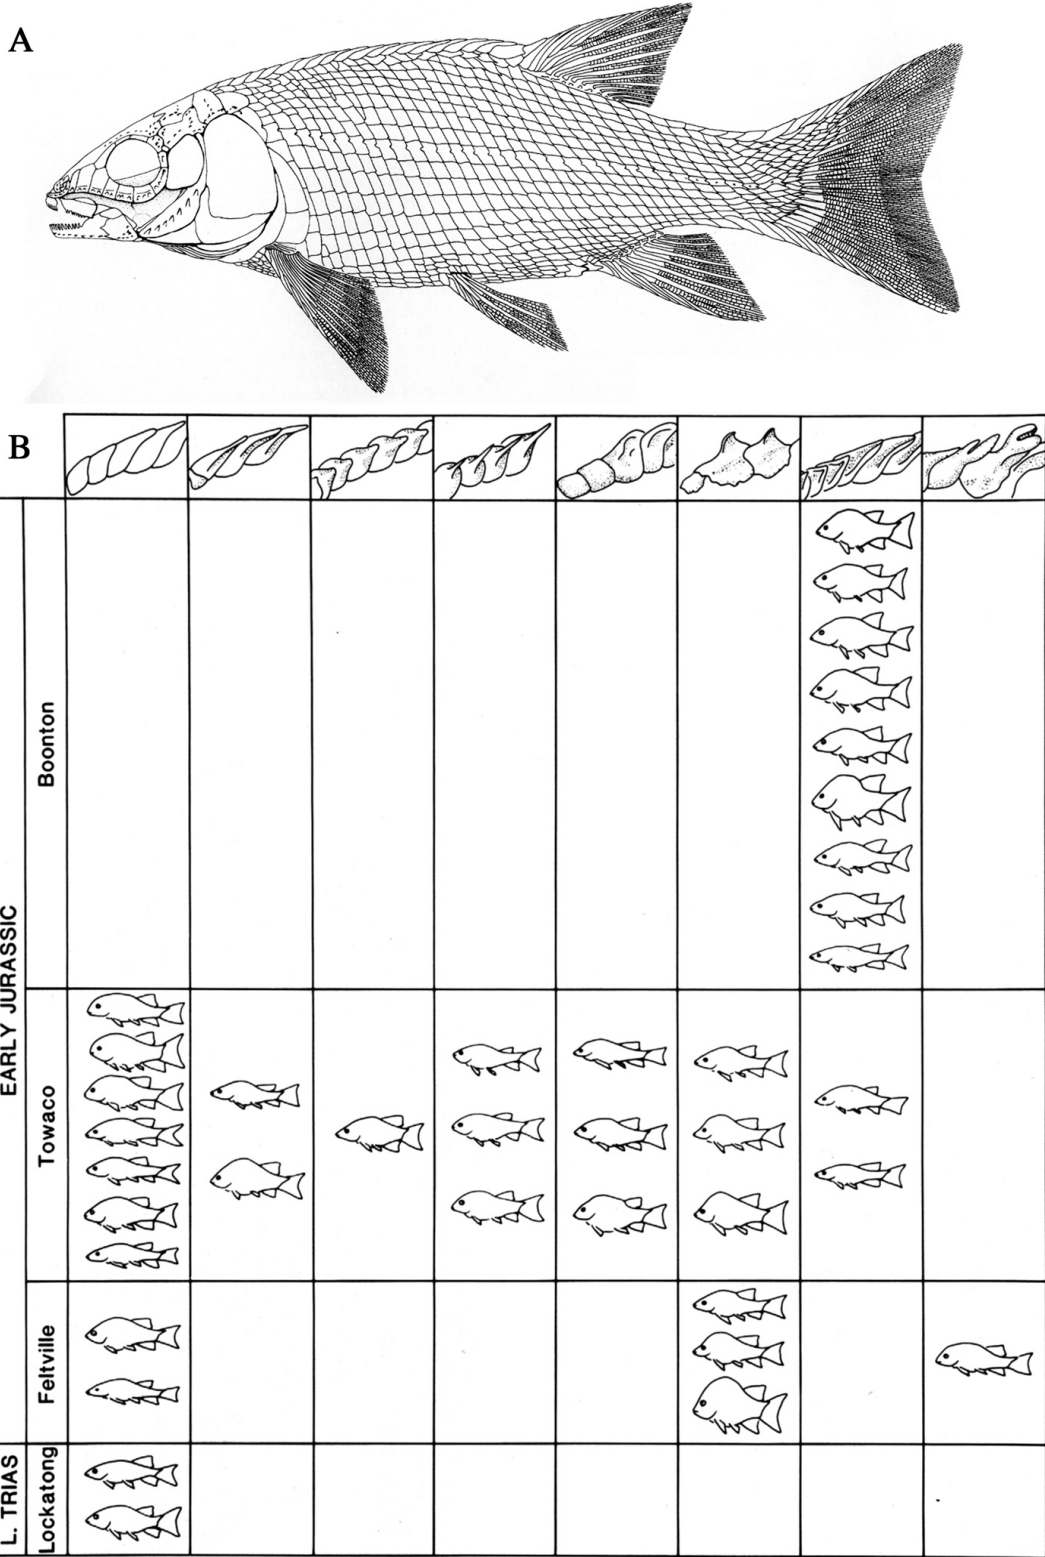 A
B
EARLY JURASSIC
Boonton
Towaco
Feltville
L. TRIAS
Lockatong